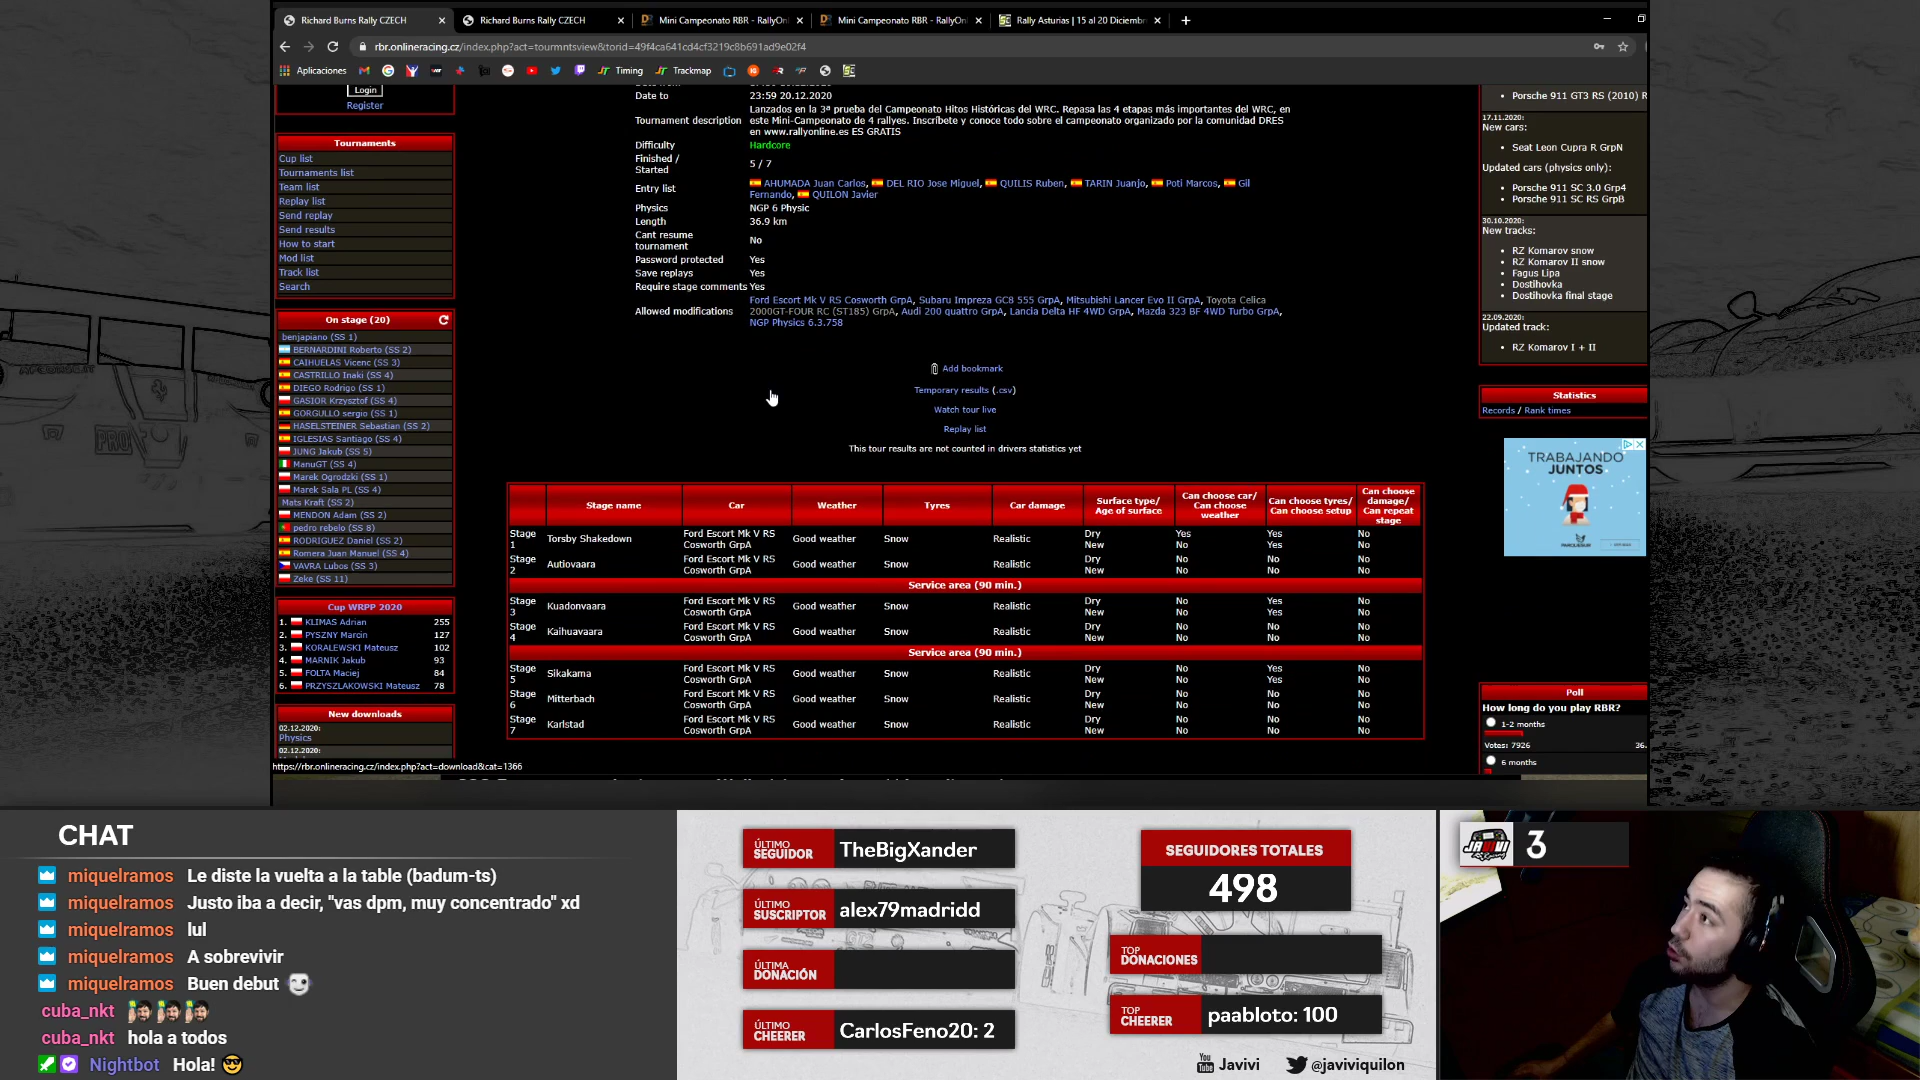 Richard Burns Rally CZECH
Richard Burns Rally CZECH
Mini Campeonato RBR - RallyOnl
Mini Campeonato RBR - RallyOnl
Rally Asturias | 15 al 20 Diciembr
rbr.onlineracing.cz/index.php?act=tourmntsview&torid=49f4ca641cd4cf3219c8b691ad9e02f4
Aplicaciones
Timing
Trackmap
Login
Register
Tournaments
Cup list
Tournaments list
Team list
Replay list
Send replay
Send results
How to start
Mod list
Track list
Search
On stage (20)
benjapiano (SS 1)
BERNARDINI Roberto (SS 2)
CAIHUELAS Vicenc (SS 3)
CASTRILLO Inaki (SS 4)
DIEGO Rodrigo (SS 1)
GASIOR Krzysztof (SS 4)
GORGULLO sergio (SS 1)
HASELSTEINER Sebastian (SS 2)
IGLESIAS Santiago (SS 4)
JUNG Jakub (SS 5)
ManuGT (SS 4)
Marek Ogrodzki (SS 1)
Marek Sala PL (SS 4)
Mats Kraft (SS 2)
MENDON Adam (SS 2)
pedro rebelo (SS 8)
RODRIGUEZ Daniel (SS 2)
Romera Juan Manuel (SS 4)
VAVRA Lubos (SS 3)
Zeke (SS 11)
Cup WRPP 2020
1. KLIMAS Adrian 255
2. PYSZNY Marcin 127
3. KORALEWSKI Mateusz 102
4. MARNIK Jakub 93
5. FOLTA Maciej 84
6. PRZYSZLAKOWSKI Mateusz 78
New downloads
02.12.2020:
Physics
02.12.2020:
https://rbr.onlineracing.cz/index.php?act=download&cat=1366
Date to 23:59 20.12.2020
Tournament description Lanzados en la 3ª prueba del Campeonato Hitos Históricas del WRC. Repasa las 4 etapas más importantes del WRC, en
este Mini-Campeonato de 4 rallyes. Inscríbete y conoce todo sobre el campeonato organizado por la comunidad DRES
en www.rallyonline.es ES GRATIS
Difficulty Hardcore
Finished / Started 5 / 7
Entry list AHUMADA Juan Carlos, DEL RIO Jose Miguel, QUILIS Ruben, TARIN Juanjo, Poti Marcos, Gil
Fernando, QUILON Javier
Physics NGP 6 Physic
Length 36.9 km
Cant resume tournament No
Password protected Yes
Save replays Yes
Require stage comments Yes
Allowed modifications Ford Escort Mk V RS Cosworth GrpA, Subaru Impreza GC8 555 GrpA, Mitsubishi Lancer Evo II GrpA, Toyota Celica
2000GT-FOUR RC (ST185) GrpA, Audi 200 quattro GrpA, Lancia Delta HF 4WD GrpA, Mazda 323 BF 4WD Turbo GrpA,
NGP Physics 6.3.758
Add bookmark
Temporary results (.csv)
Watch tour live
Replay list
This tour results are not counted in drivers statistics yet
Stage name Car Weather Tyres Car damage Surface type/ Age of surface Can choose car/ Can choose weather Can choose tyres/ Can choose setup Can choose damage/ Can repeat stage
Stage 1 Torsby Shakedown Ford Escort Mk V RS Cosworth GrpA Good weather Snow Realistic Dry New Yes No Yes Yes No No
Stage 2 Autiovaara Ford Escort Mk V RS Cosworth GrpA Good weather Snow Realistic Dry New No No No No No No
Service area (90 min.)
Stage 3 Kuadonvaara Ford Escort Mk V RS Cosworth GrpA Good weather Snow Realistic Dry New No No Yes Yes No No
Stage 4 Kaihuavaara Ford Escort Mk V RS Cosworth GrpA Good weather Snow Realistic Dry New No No No No No No
Service area (90 min.)
Stage 5 Sikakama Ford Escort Mk V RS Cosworth GrpA Good weather Snow Realistic Dry New No No Yes Yes No No
Stage 6 Mitterbach Ford Escort Mk V RS Cosworth GrpA Good weather Snow Realistic Dry New No No No No No No
Stage 7 Karlstad Ford Escort Mk V RS Cosworth GrpA Good weather Snow Realistic Dry New No No No No No No
Porsche 911 GT3 RS (2010) R
17.11.2020:
New cars:
Seat Leon Cupra R GrpN
Updated cars (physics only):
Porsche 911 SC 3.0 Grp4
Porsche 911 SC RS GrpB
30.10.2020:
New tracks:
RZ Komarov snow
RZ Komarov II snow
Fagus Lipa
Dostihovka
Dostihovka final stage
22.09.2020:
Updated track:
RZ Komarov I + II
Statistics
Records / Rank times
TRABAJANDO
JUNTOS
Poll
How long do you play RBR?
1-2 months
Votes: 7926 36.
6 months
PRO
CHAT
miquelramos Le diste la vuelta a la table (badum-ts)
miquelramos Justo iba a decir, "vas dpm, muy concentrado" xd
miquelramos lul
miquelramos A sobrevivir
miquelramos Buen debut
cuba_nkt
cuba_nkt hola a todos
Nightbot Hola!
ÚLTIMO SEGUIDOR TheBigXander
ÚLTIMO SUSCRIPTOR alex79madridd
ÚLTIMA DONACIÓN
ÚLTIMO CHEERER CarlosFeno20: 2
SEGUIDORES TOTALES
498
TOP DONACIONES
TOP CHEERER paabloto: 100
You Tube Javivi
@javiviquilon
JAVIVI
3